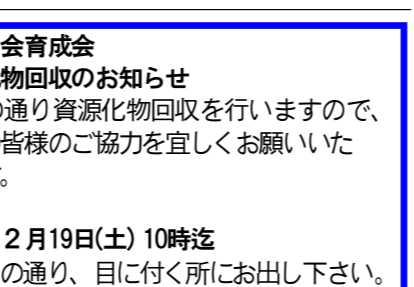 会育成会
物回収のお知らせ
通り資源化物回収を行いますので、
皆様のご協力を宜しくお願いいた
。
２月19日(土) 10時迄
の通り、目に付く所にお出し下さい。